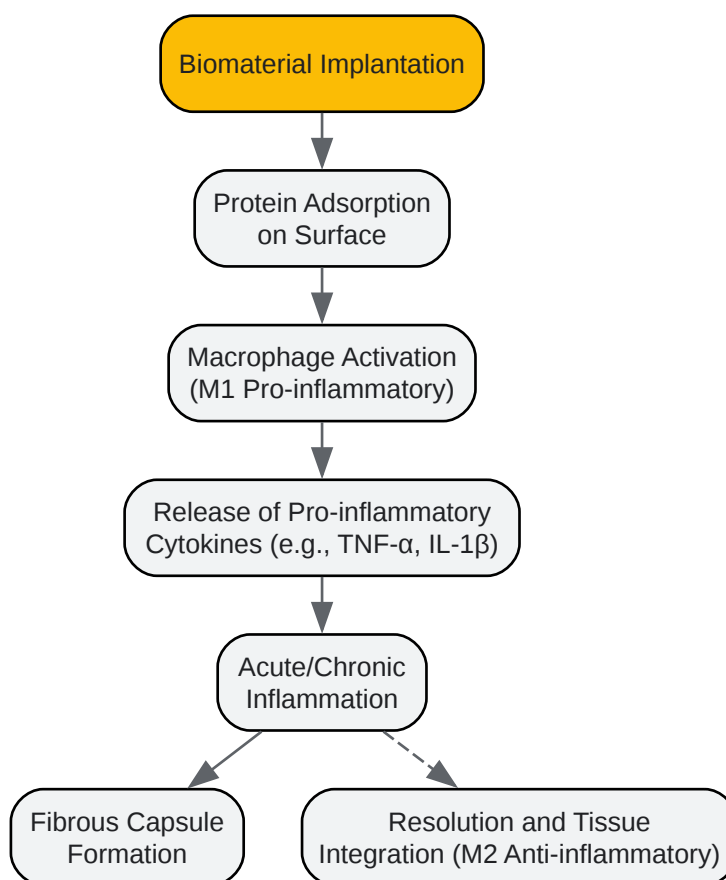 Biomaterial Implantation
Protein Adsorption
on Surface
Macrophage Activation
(M1 Pro-inflammatory)
Release of Pro-inflammatory
Cytokines (e.g., TNF-α, IL-1β)
Acute/Chronic
Inflammation
Fibrous Capsule
Formation
Resolution and Tissue
Integration (M2 Anti-inflammatory)